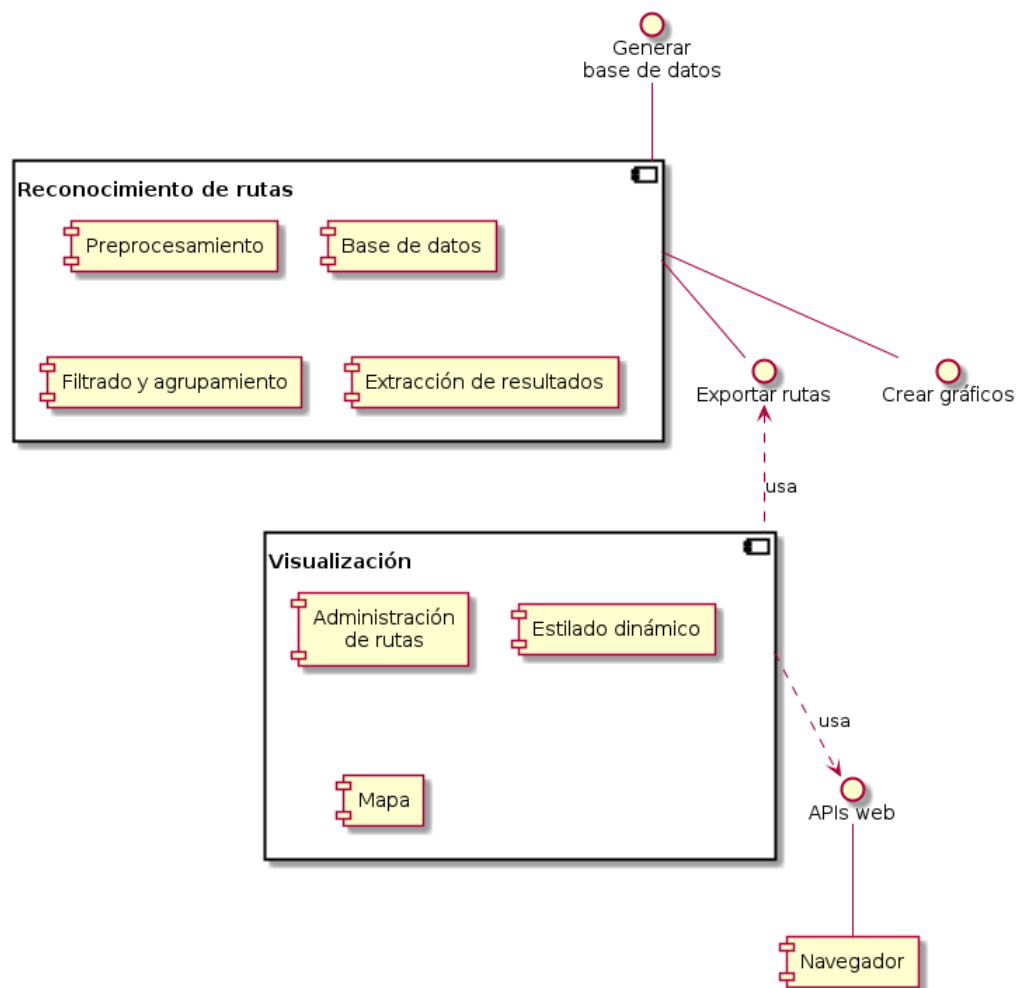 Generar
base de datos
Reconocimiento de rutas
Preprocesamiento
Base de datos
Filtrado y agrupamiento
Extracción de resultados
Exportar rutas
Crear gráficos
usa
Visualización
Administración
de rutas
Estilado dinámico
usa
Mapa
APIs web
Navegador